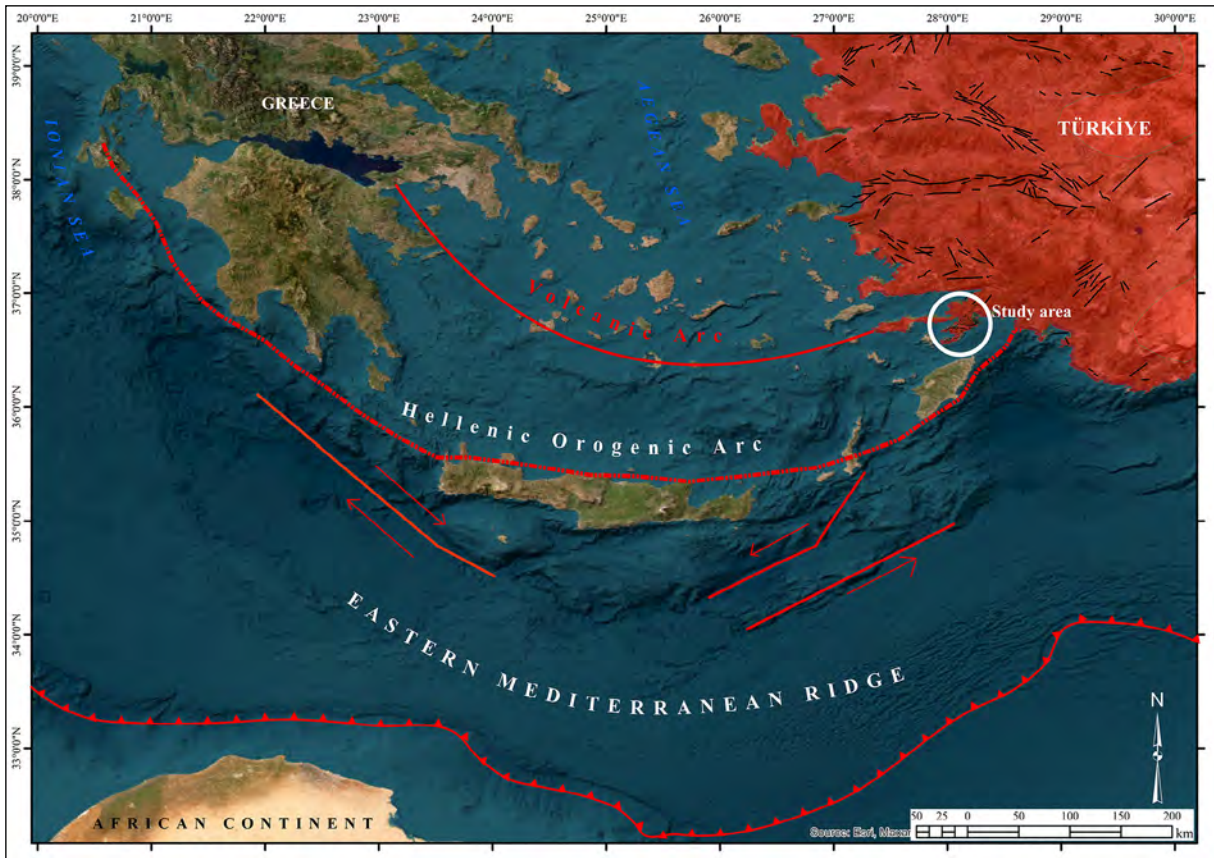 20°0'0"E 21°0'0"E 22°0'0"E 23°0'0"E 24°0'0"E 25°0'0"E 26°0'0"E 27°0'0"E 28°0'0"E 29°0'0"E 30°0'0"E
39°0'0"N
38°0'0"N
37°0'0"N
36°0'0"N
35°0'0"N
34°0'0"N
33°0'0"N
GREECE
TÜRKİYE
IONIAN SEA
AEGEAN SEA
Volcanic Arc
Study area
Hellenic Orogenic Arc
EASTERN MEDITERRANEAN RIDGE
N
AFRICAN CONTINENT
50 25 0 50 100 150 200
km
Source: Esri, Maxar